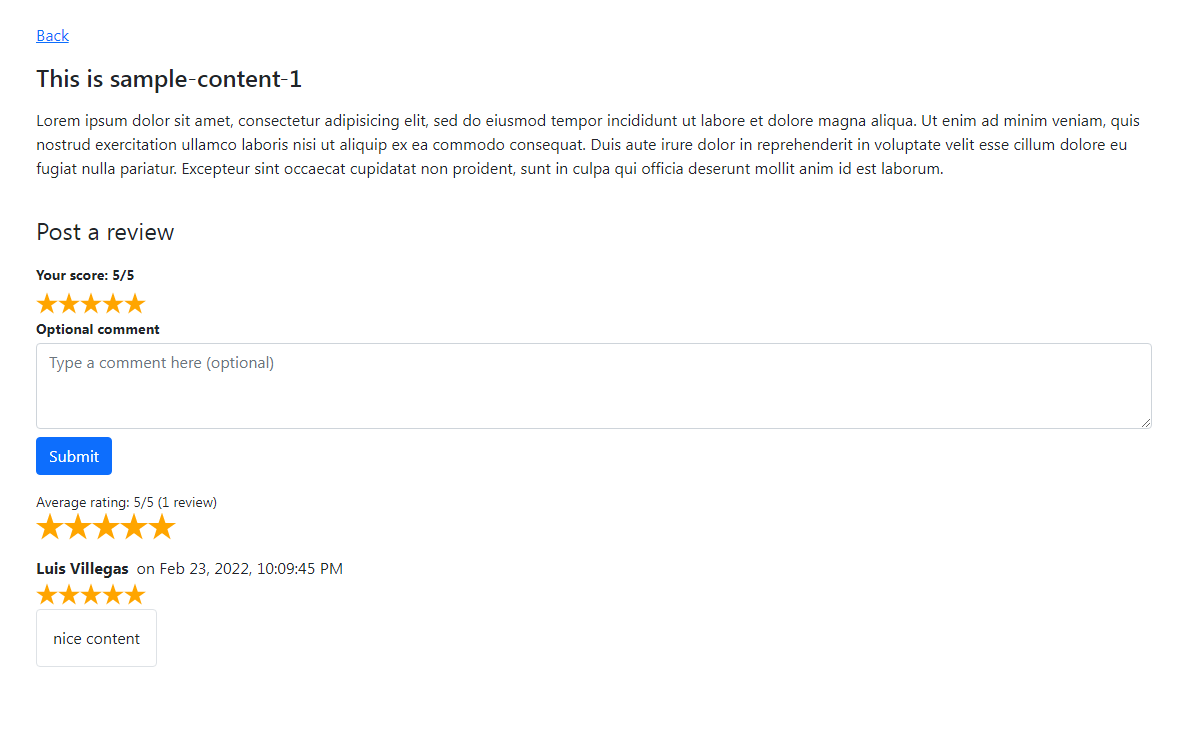 Back
This is sample-content-1
Lorem ipsum dolor sit amet, consectetur adipisicing elit, sed do eiusmod tempor incididunt ut labore et dolore magna aliqua. Ut enim ad minim veniam, quis
nostrud exercitation ullamco laboris nisi ut aliquip ex ea commodo consequat. Duis aute irure dolor in reprehenderit in voluptate velit esse cillum dolore eu
fugiat nulla pariatur. Excepteur sint occaecat cupidatat non proident, sunt in culpa qui officia deserunt mollit anim id est laborum.
Post a review
Your score: 5/5
Optional comment
Type a comment here (optional)
Submit
Average rating: 5/5 (1 review)
Luis Villegas on Feb 23, 2022, 10:09:45 PM
nice content